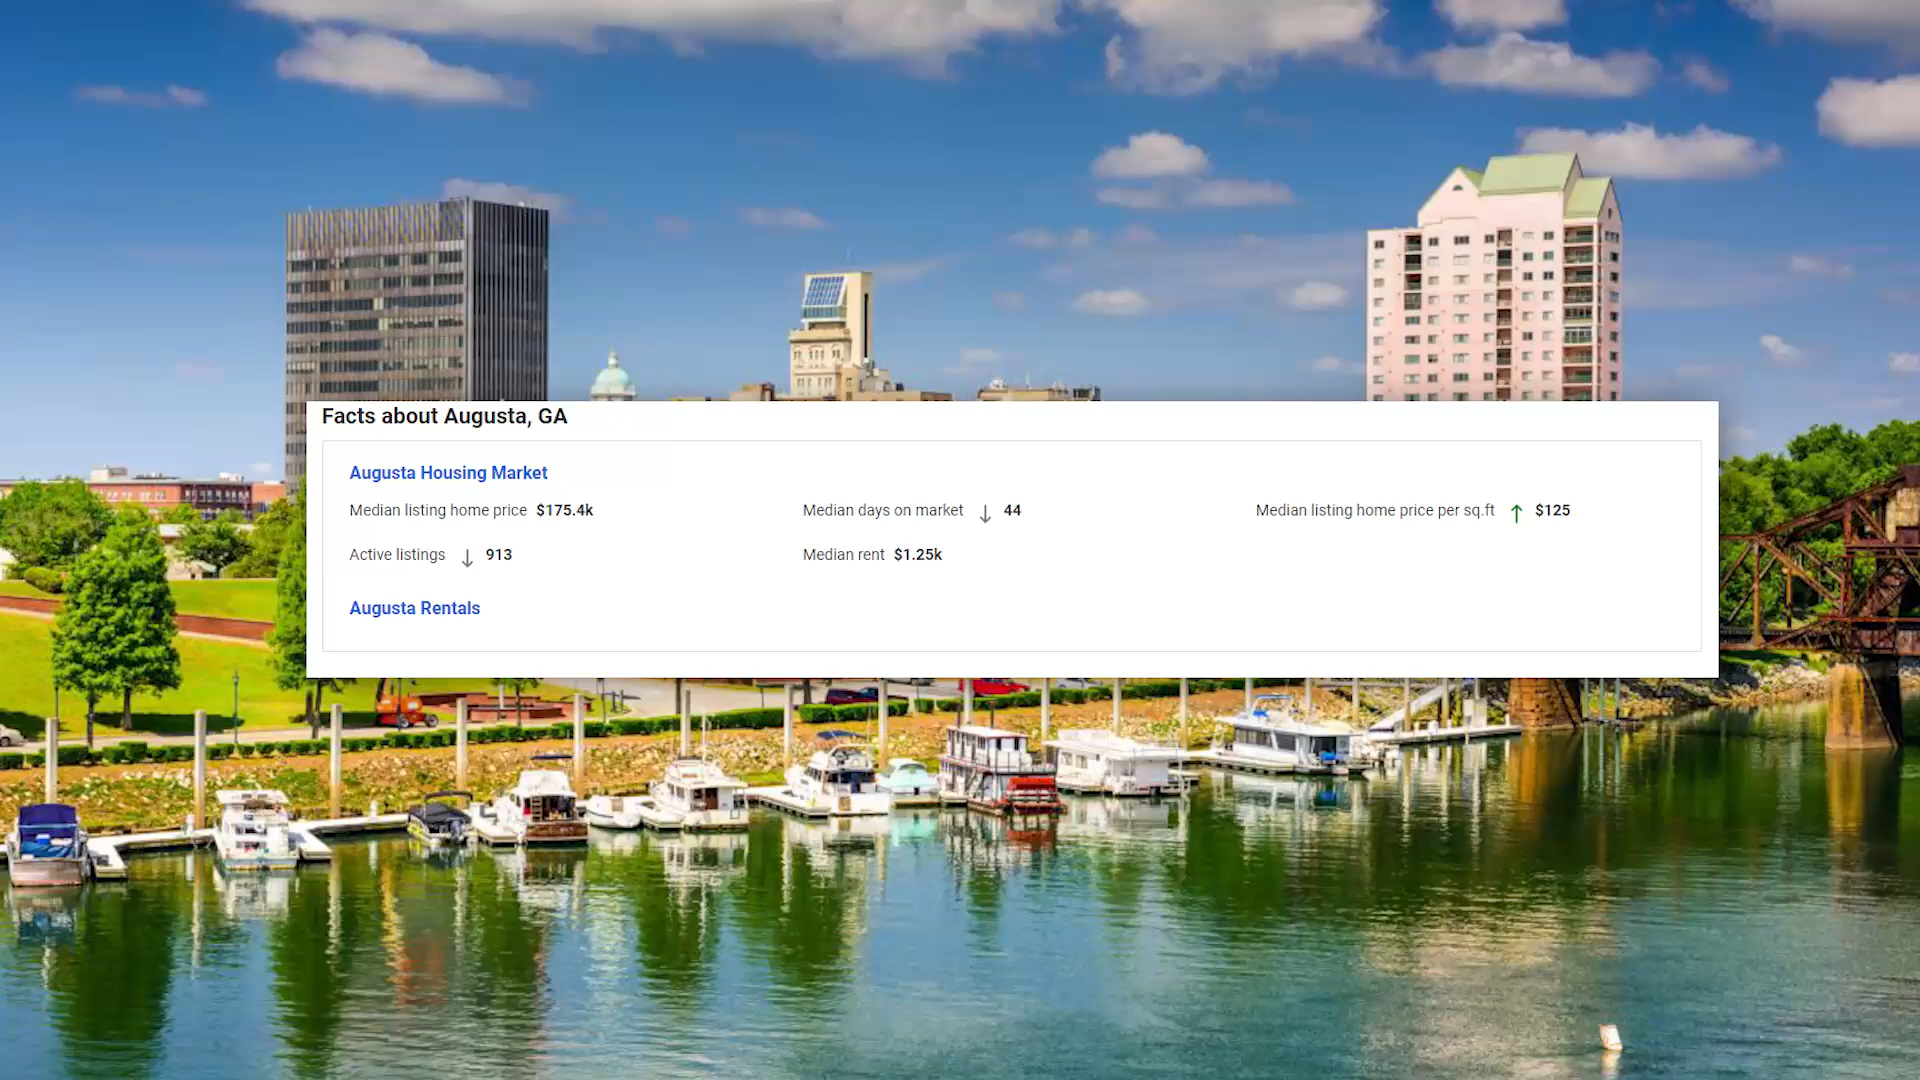 Facts about Augusta, GA
Augusta Housing Market
Median listing home price $175.4k
Median days on market ↓ 44
Median listing home price per sq.ft ↑ $125
Active listings ↓ 913
Median rent $1.25k
Augusta Rentals